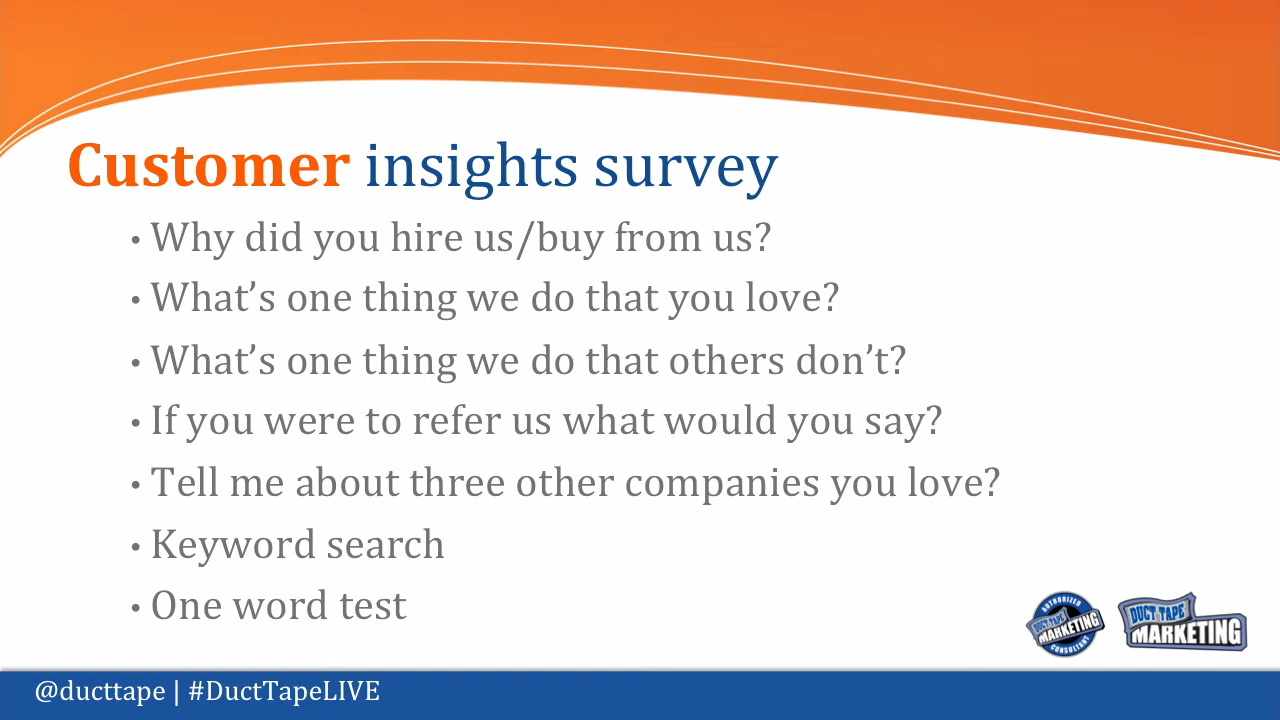 Customer insights survey
• Why did you hire us/buy from us?
• What’s one thing we do that you love?
• What’s one thing we do that others don’t?
• If you were to refer us what would you say?
• Tell me about three other companies you love?
• Keyword search
• One word test
AUTHORIZED
DUCT TAPE
MARKETING
CONSULTANT
DUCT TAPE
MARKETING
@ducttape | #DuctTapeLIVE